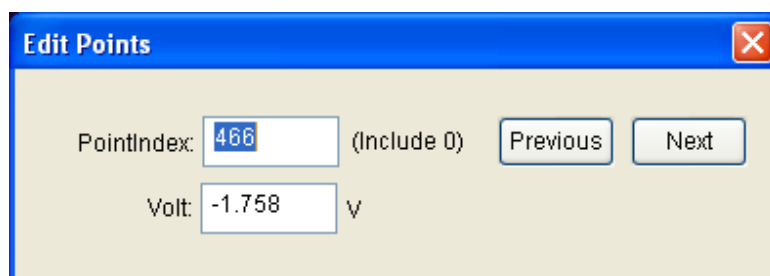 Edit Points
PointIndex: 466 (Include 0) Previous Next
Volt: -1.758 V